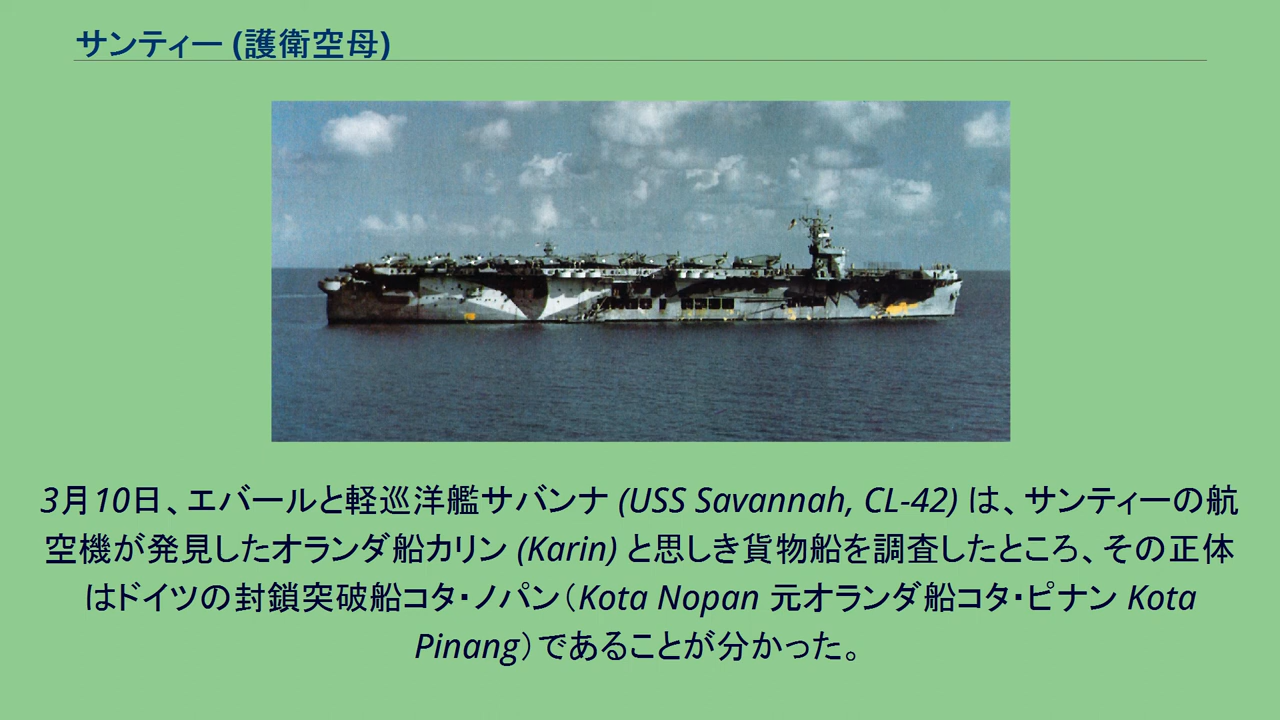 サンティー (護衛空母)
3月10日、エバールと軽巡洋艦サバンナ (USS Savannah, CL-42) は、サンティーの航
空機が発見したオランダ船カリン (Karin) と思しき貨物船を調査したところ、その正体
はドイツの封鎖突破船コタ・ノパン（Kota Nopan 元オランダ船コタ・ピナン Kota
Pinang）であることが分かった。